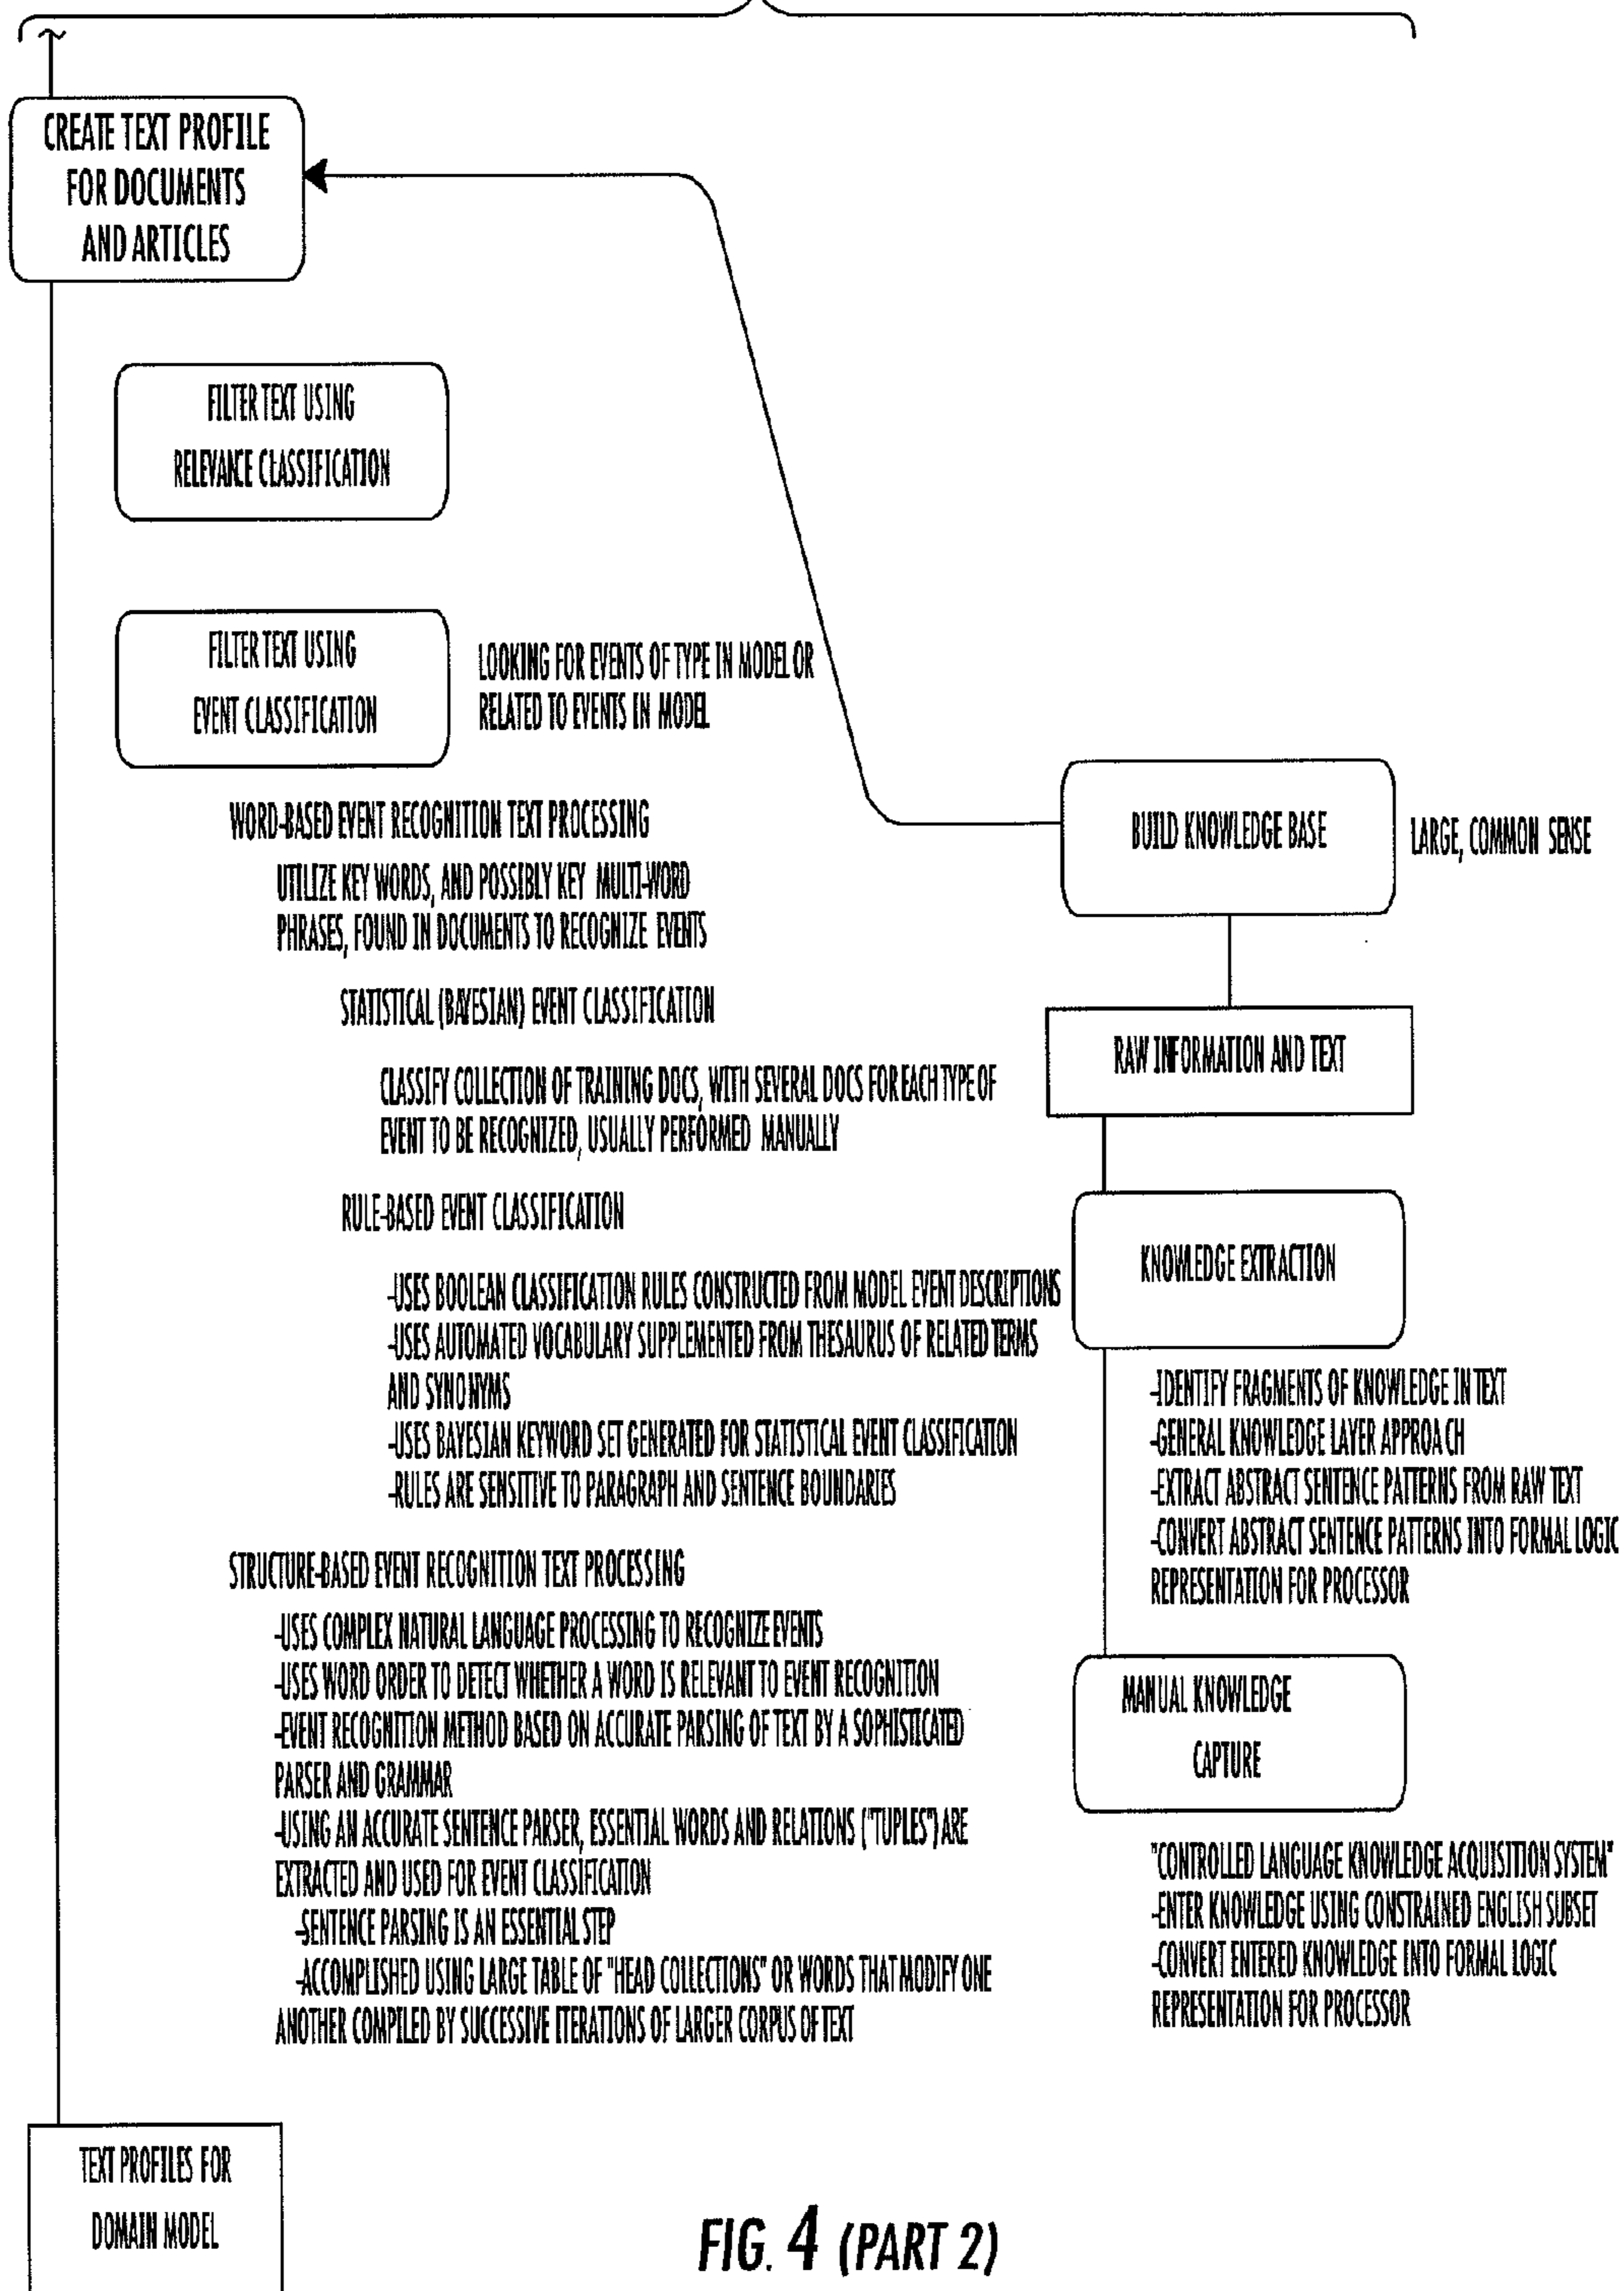 CREATE TEXT PROFILE
FOR DOCUMENTS
AND ARTICLES
FILTER TEXT USING
RELEVANCE CLASSIFICATION
FILTER TEXT USING
EVENT CLASSIFICATION
LOOKING FOR EVENTS OF TYPE IN MODEL OR
RELATED TO EVENTS IN MODEL
WORD-BASED EVENT RECOGNITION TEXT PROCESSING
UTILIZE KEY WORDS, AND POSSIBLY KEY MULTI-WORD
PHRASES, FOUND IN DOCUMENTS TO RECOGNIZE EVENTS
STATISTICAL (BAYESIAN) EVENT CLASSIFICATION
CLASSIFY COLLECTION OF TRAINING DOCS, WITH SEVERAL DOCS FOR EACH TYPE OF
EVENT TO BE RECOGNIZED, USUALLY PERFORMED MANUALLY
RULE-BASED EVENT CLASSIFICATION
-USES BOOLEAN CLASSIFICATION RULES CONSTRUCTED FROM MODEL EVENT DESCRIPTIONS
-USES AUTOMATED VOCABULARY SUPPLEMENTED FROM THESAURUS OF RELATED TERMS
AND SYNONYMS
-USES BAYESIAN KEYWORD SET GENERATED FOR STATISTICAL EVENT CLASSIFICATION
-RULES ARE SENSITIVE TO PARAGRAPH AND SENTENCE BOUNDARIES
STRUCTURE-BASED EVENT RECOGNITION TEXT PROCESSING
-USES COMPLEX NATURAL LANGUAGE PROCESSING TO RECOGNIZE EVENTS
-USES WORD ORDER TO DETECT WHETHER A WORD IS RELEVANT TO EVENT RECOGNITION
-EVENT RECOGNITION METHOD BASED ON ACCURATE PARSING OF TEXT BY A SOPHISTICATED
PARSER AND GRAMMAR
-USING AN ACCURATE SENTENCE PARSER, ESSENTIAL WORDS AND RELATIONS ("TUPLES") ARE
EXTRACTED AND USED FOR EVENT CLASSIFICATION
-SENTENCE PARSING IS AN ESSENTIAL STEP
-ACCOMPLISHED USING LARGE TABLE OF "HEAD COLLECTIONS" OR WORDS THAT MODIFY ONE
ANOTHER COMPILED BY SUCCESSIVE ITERATIONS OF LARGER CORPUS OF TEXT
BUILD KNOWLEDGE BASE
LARGE, COMMON SENSE
RAW INFORMATION AND TEXT
KNOWLEDGE EXTRACTION
-IDENTIFY FRAGMENTS OF KNOWLEDGE IN TEXT
-GENERAL KNOWLEDGE LAYER APPROACH
-EXTRACT ABSTRACT SENTENCE PATTERNS FROM RAW TEXT
-CONVERT ABSTRACT SENTENCE PATTERNS INTO FORMAL LOGIC
REPRESENTATION FOR PROCESSOR
MANUAL KNOWLEDGE
CAPTURE
"CONTROLLED LANGUAGE KNOWLEDGE ACQUISITION SYSTEM"
-ENTER KNOWLEDGE USING CONSTRAINED ENGLISH SUBSET
-CONVERT ENTERED KNOWLEDGE INTO FORMAL LOGIC
REPRESENTATION FOR PROCESSOR
TEXT PROFILES FOR
DOMAIN MODEL
FIG. 4 (PART 2)